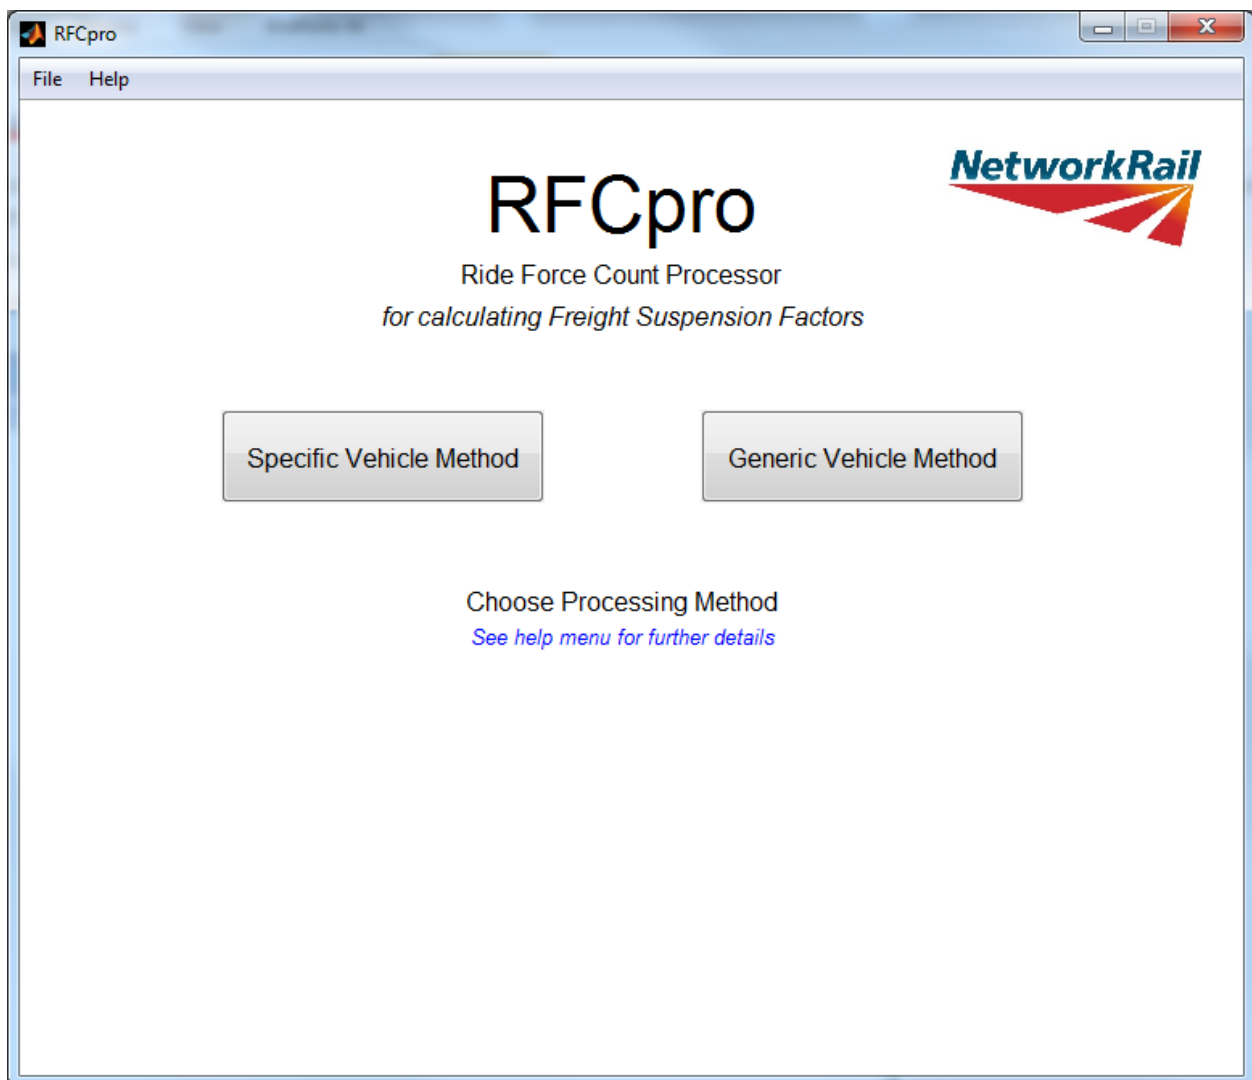 RFCpro
File Help
NetworkRail
RFCpro
Ride Force Count Processor
for calculating Freight Suspension Factors
Specific Vehicle Method
Generic Vehicle Method
Choose Processing Method
See help menu for further details